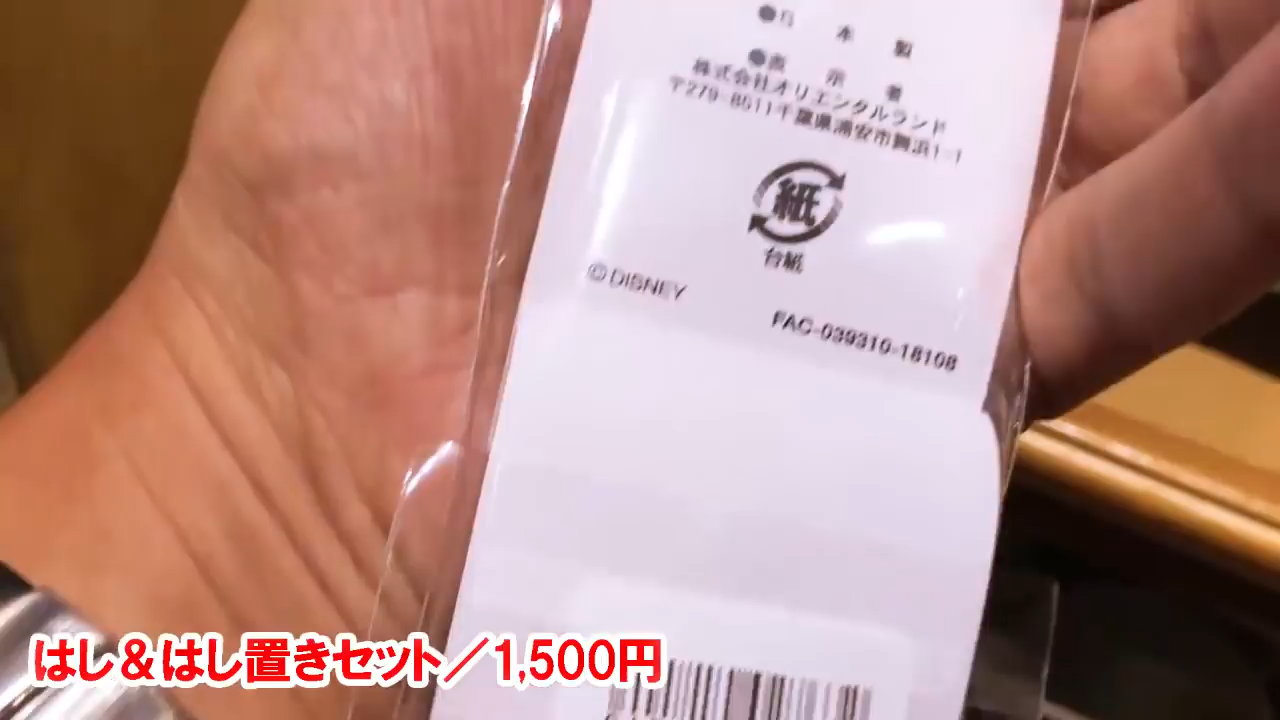 ●日本製
●表示者
株式会社オリエンタルランド
〒279-8511千葉県浦安市舞浜1-1
紙
台紙
©DISNEY
FAC-039310-18108
はし&はし置きセット／1,500円